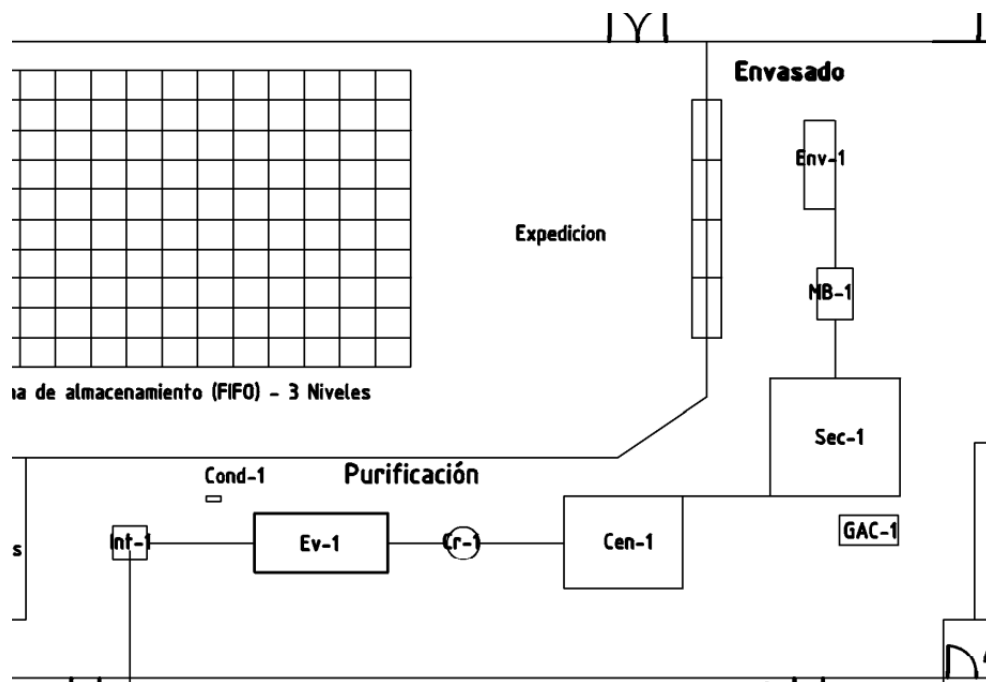 Envasado
Env-1
Expedicion
MB-1
de almacenamiento (FIFO) - 3 Niveles
Sec-1
Purificación
Cond-1
GAC-1
Int-1
Ev-1
Cr-1
Cen-1